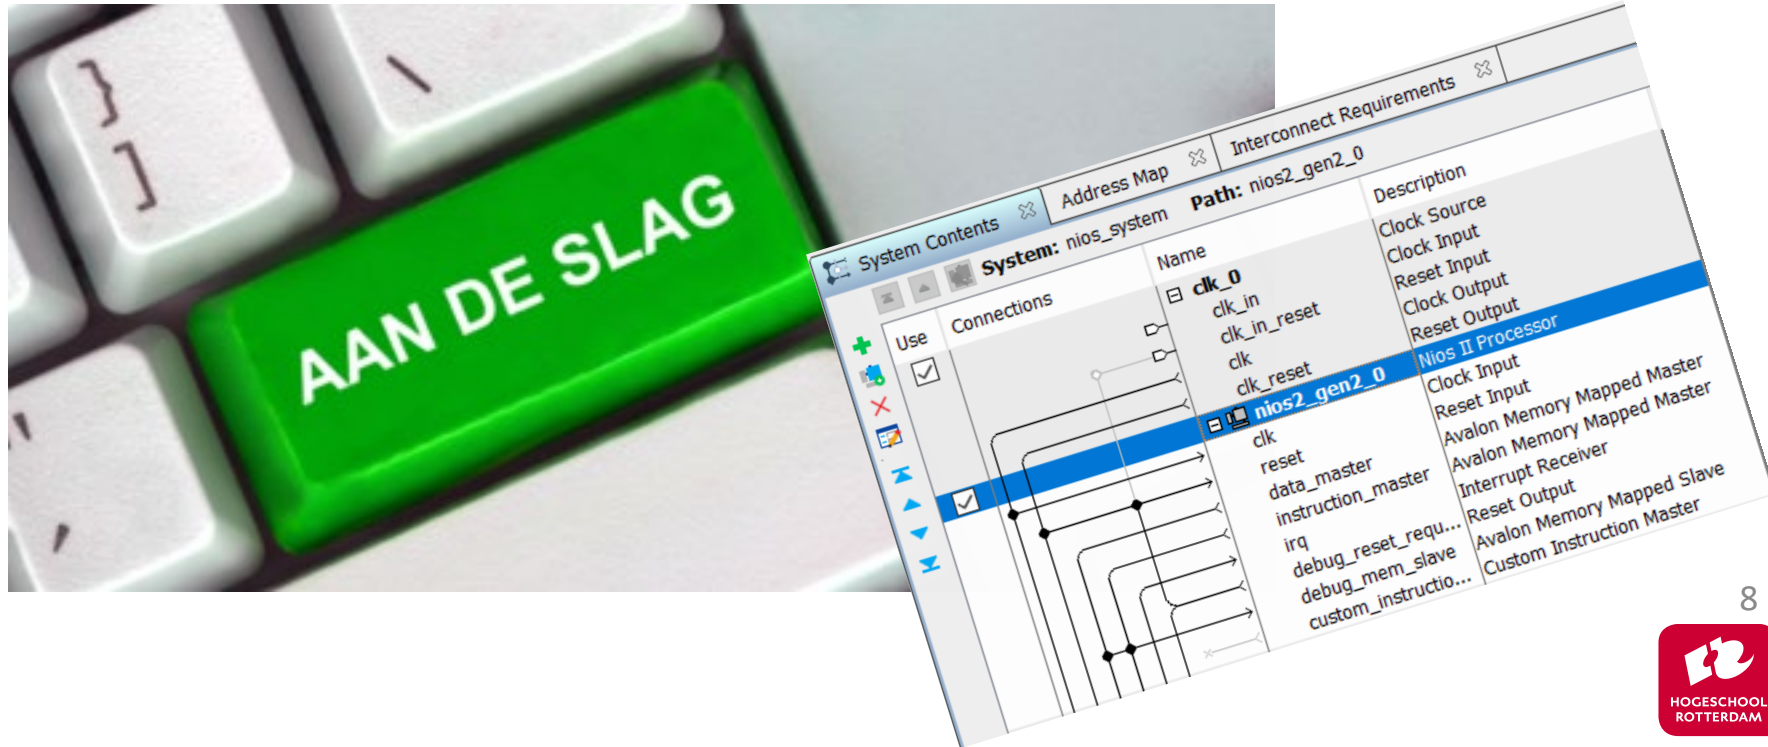 }
]
\
"
'
AAN DE SLAG
System Contents
Address Map
Interconnect Requirements
System: nios_system Path: nios2_gen2_0
Use Connections Name Description
clk_0 Clock Source
clk_in Clock Input
clk_in_reset Reset Input
clk Clock Output
clk_reset Reset Output
nios2_gen2_0 Nios II Processor
clk Clock Input
reset Reset Input
data_master Avalon Memory Mapped Master
instruction_master Avalon Memory Mapped Master
irq Interrupt Receiver
debug_reset_requ... Reset Output
debug_mem_slave Avalon Memory Mapped Slave
custom_instructio... Custom Instruction Master
8
HOGESCHOOL
ROTTERDAM